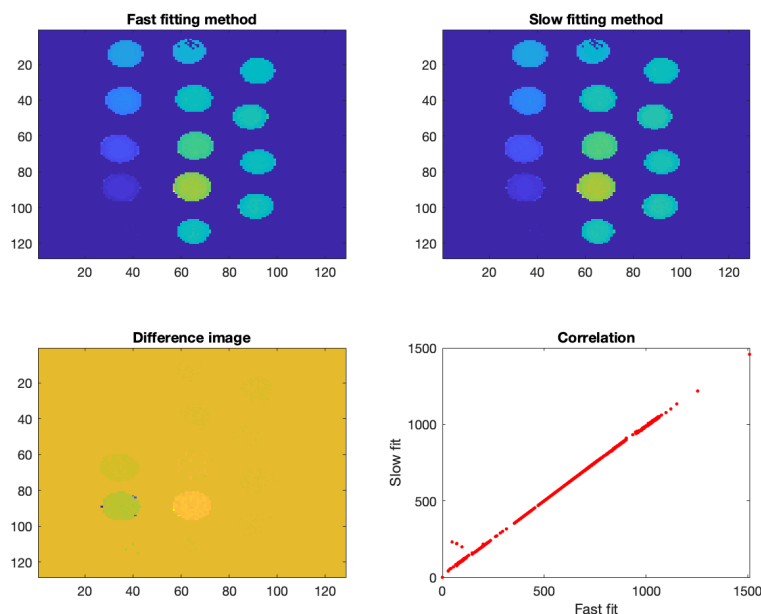 Fast fitting method
20
40
60
80
100
120
20 40 60 80 100 120
Slow fitting method
20
40
60
80
100
120
20 40 60 80 100 120
Difference image
20
40
60
80
100
120
20 40 60 80 100 120
Correlation
1500
1000
500
0
0 500 1000 1500
Slow fit
Fast fit